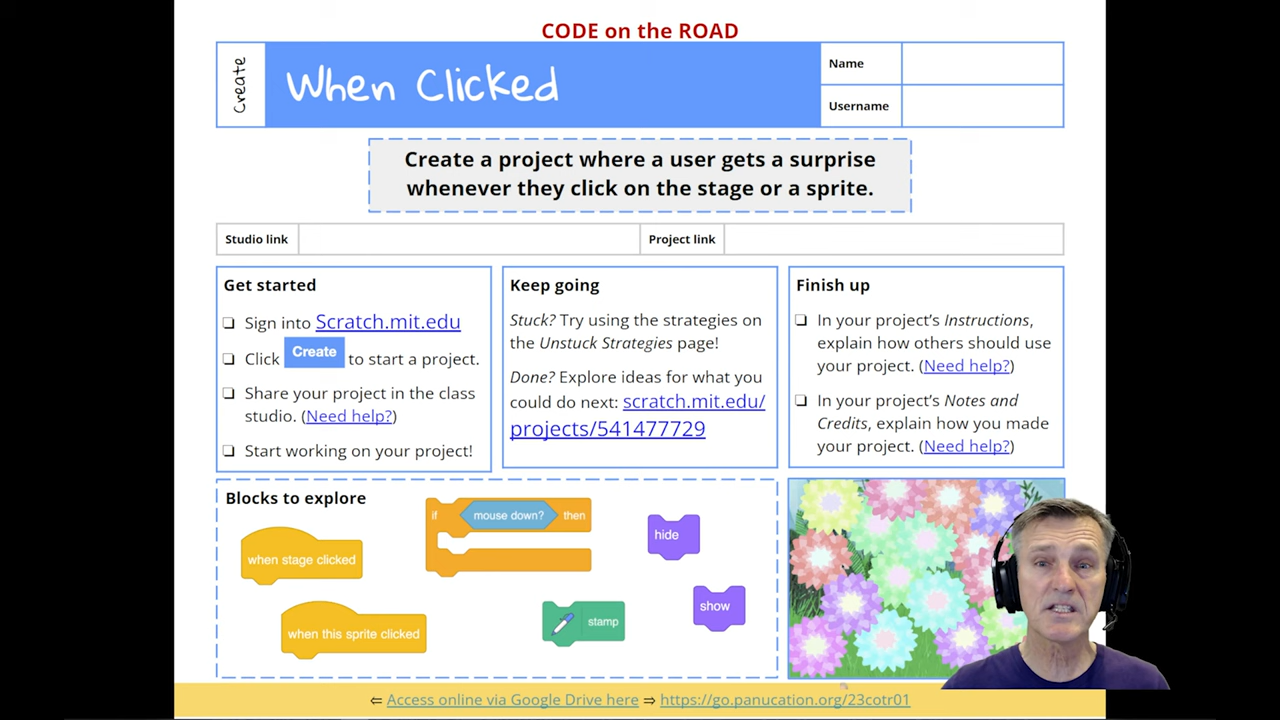 CODE on the ROAD
Create
When Clicked
Name
Username
Create a project where a user gets a surprise
whenever they click on the stage or a sprite.
Studio link
Project link
Get started
❏ Sign into Scratch.mit.edu
❏ Click Create to start a project.
❏ Share your project in the class
studio. (Need help?)
❏ Start working on your project!
Keep going
Stuck? Try using the strategies on
the Unstuck Strategies page!
Done? Explore ideas for what you
could do next: scratch.mit.edu/
projects/541477729
Finish up
❏ In your project’s Instructions,
explain how others should use
your project. (Need help?)
❏ In your project’s Notes and
Credits, explain how you made
your project. (Need help?)
Blocks to explore
when stage clicked
if mouse down? then
hide
when this sprite clicked
stamp
show
⇐ Access online via Google Drive here ⇒ https://go.panucation.org/23cotr01